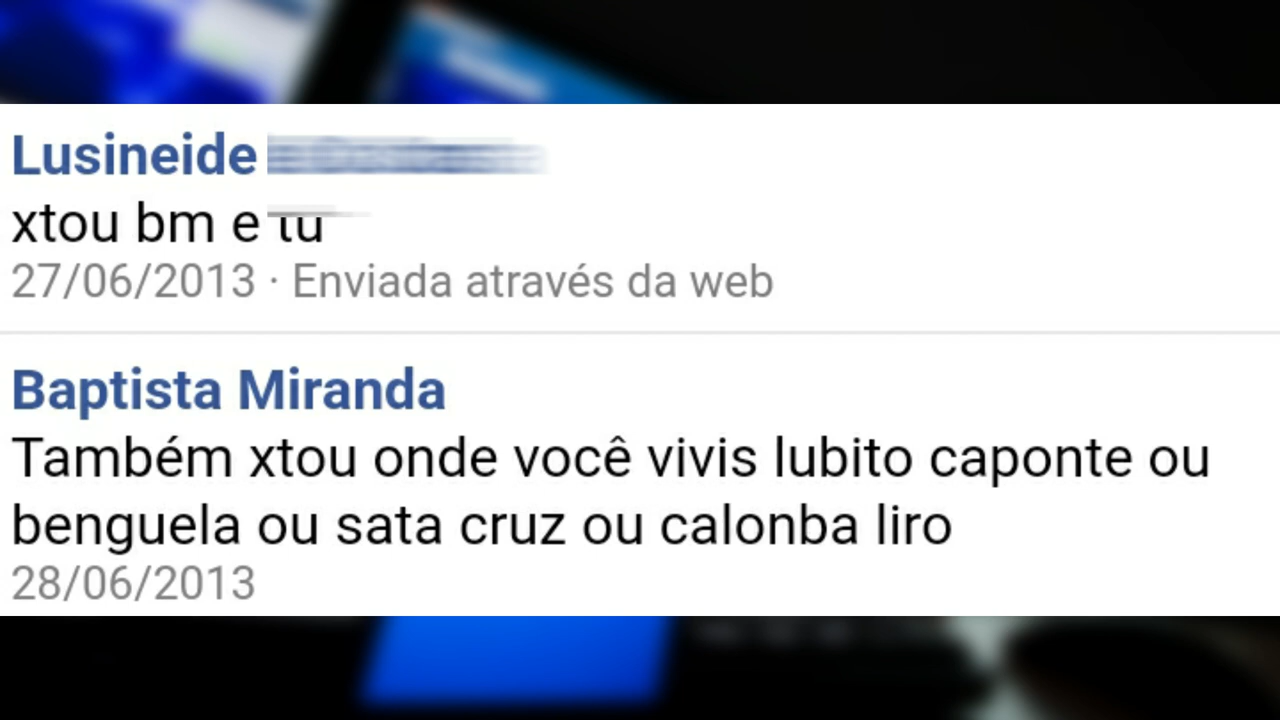 Lusineide
xtou bm e tu
27/06/2013 · Enviada através da web
Baptista Miranda
Também xtou onde você vivis lubito caponte ou
benguela ou sata cruz ou calonba liro
28/06/2013